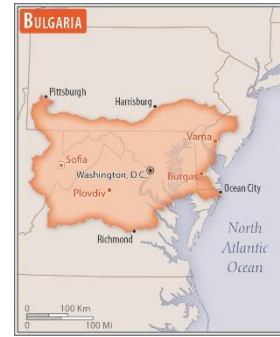 BULGARIA
Pittsburgh
Harrisburg
Varna
Sofia
Washington, D.C.
Burgas
Plovdiv
Ocean City
Richmond
North
Atlantic
Ocean
0 100 Km
0 100 Mi